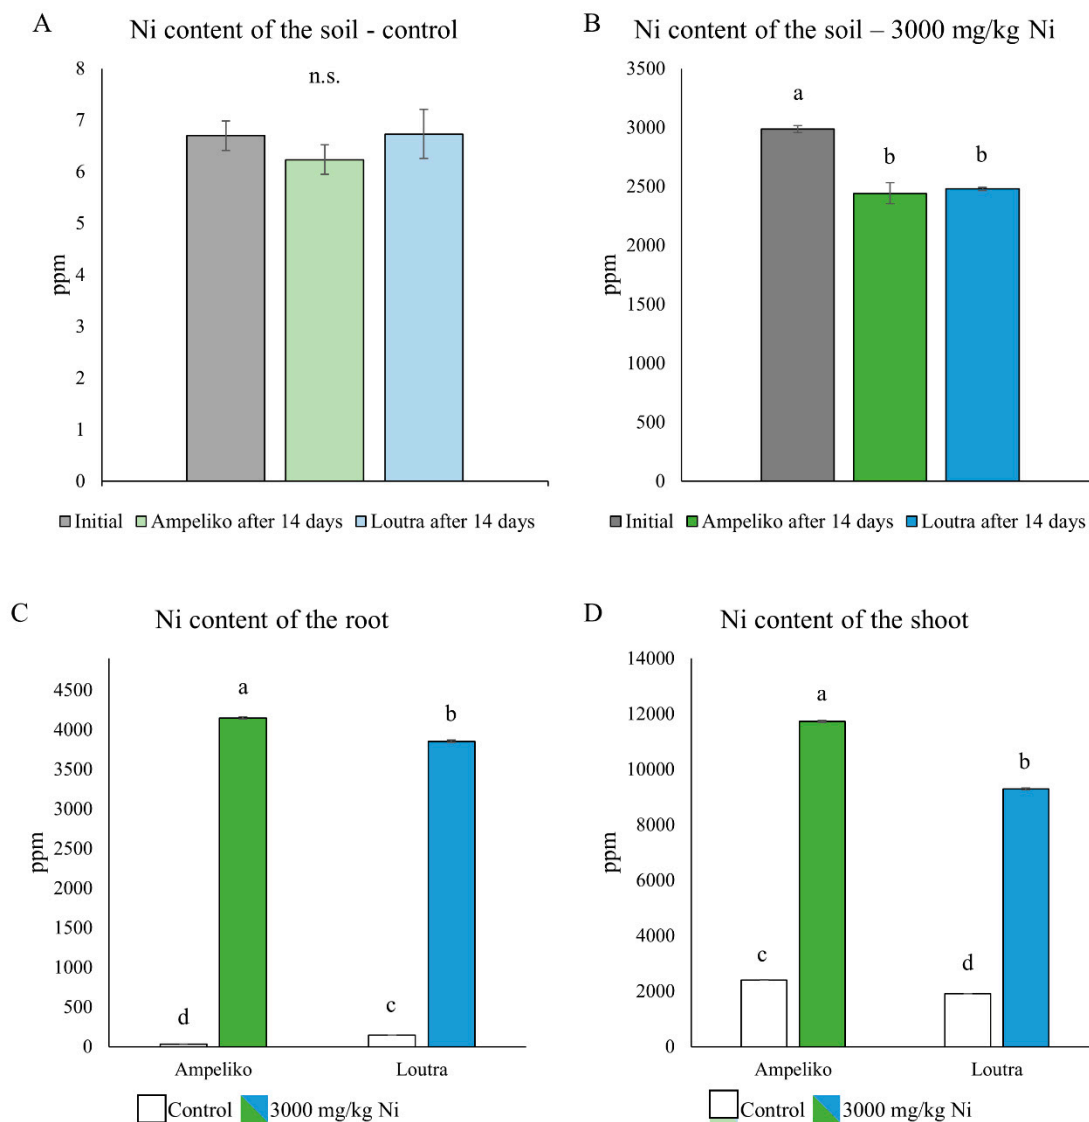 A
Ni content of the soil - control
8
7
6
5
4
3
2
1
0
ppm
n.s.
Initial Ampeliko after 14 days Loutra after 14 days
B
Ni content of the soil – 3000 mg/kg Ni
3500
3000
2500
2000
1500
1000
500
0
ppm
a
b b
Initial Ampeliko after 14 days Loutra after 14 days
C
Ni content of the root
4500
4000
3500
3000
2500
2000
1500
1000
500
0
ppm
a
b
d
c
Ampeliko Loutra
Control 3000 mg/kg Ni
D
Ni content of the shoot
14000
12000
10000
8000
6000
4000
2000
0
ppm
a
b
c
d
Ampeliko Loutra
Control 3000 mg/kg Ni